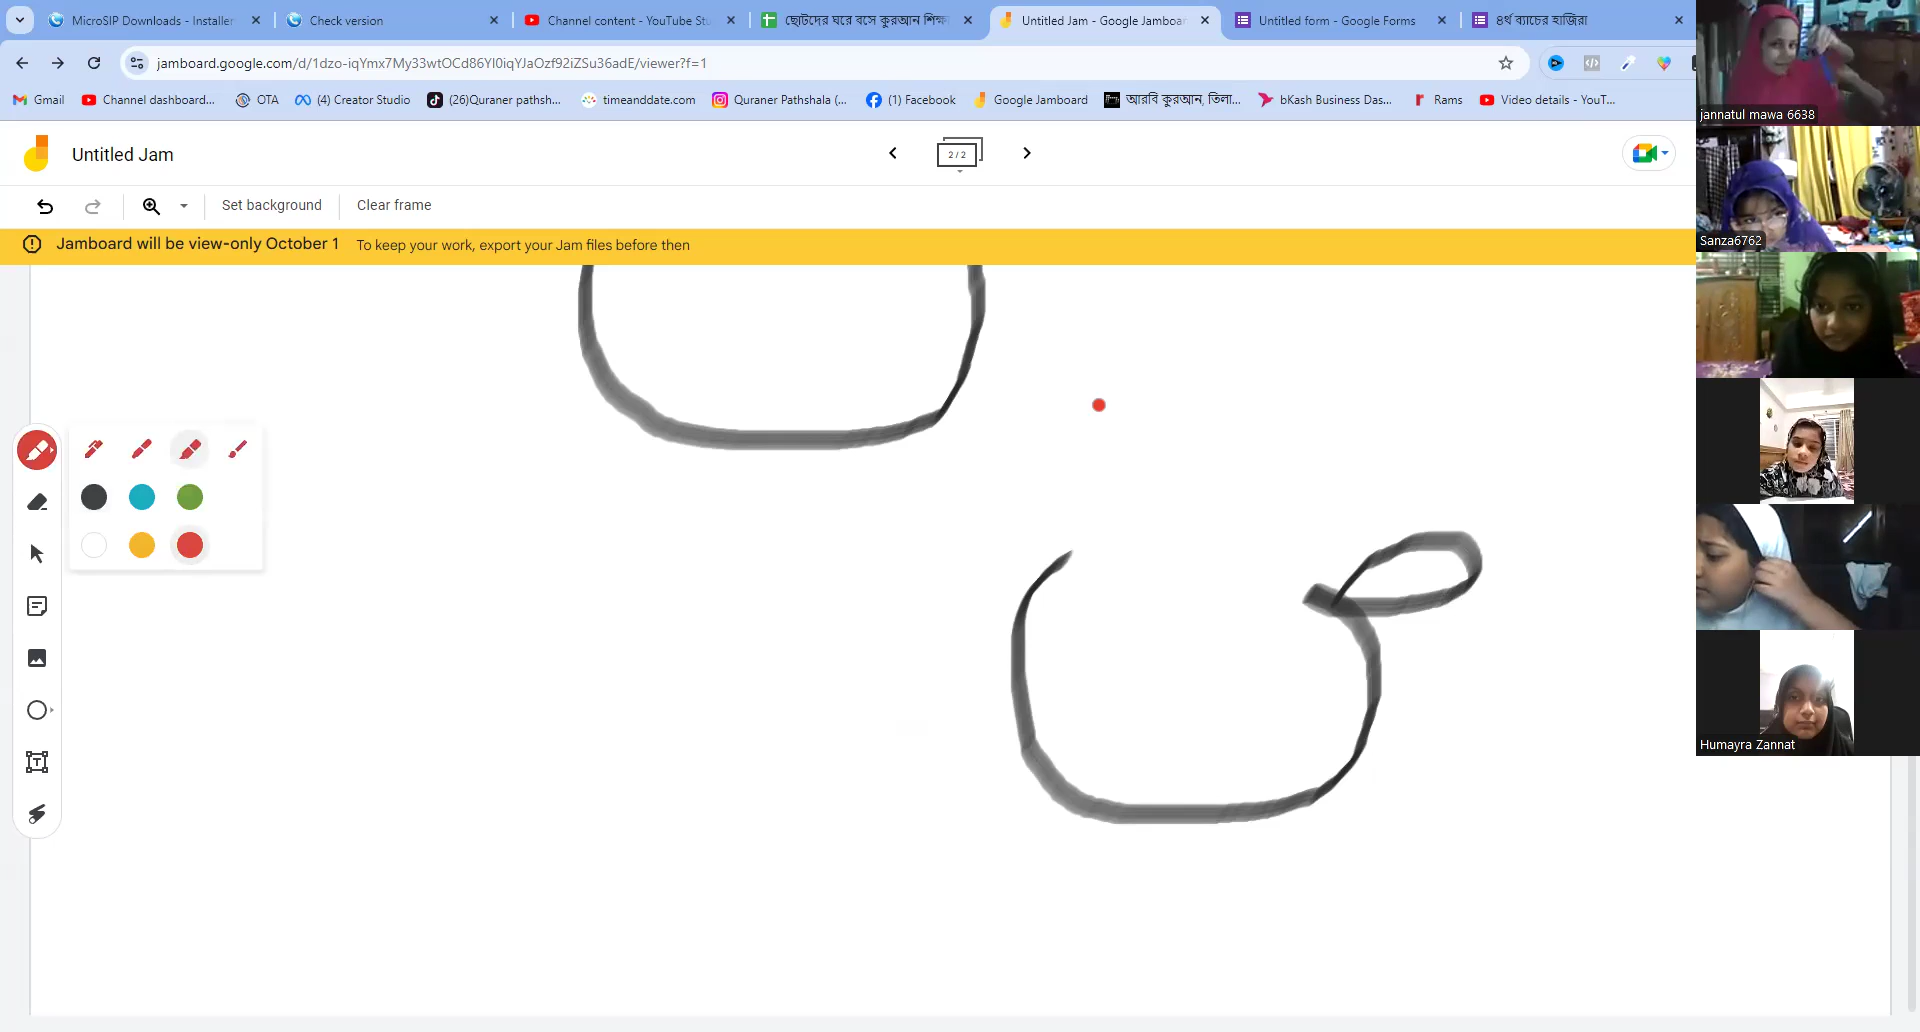 MicroSIP Downloads - Installer
Check version
Channel content - YouTube Stu
ছোটদের ঘরে বসে কুরআন শিক্ষ
Untitled Jam - Google Jamboar
Untitled form - Google Forms
৪র্থ ব্যাচের হাজিরা
jamboard.google.com/d/1dzo-iqYmx7My33wtOCd86Yl0iqYJaOzf92iZSu36adE/viewer?f=1
Gmail
Channel dashboard...
OTA
(4) Creator Studio
(26)Quraner pathsh...
timeanddate.com
Quraner Pathshala (...
(1) Facebook
Google Jamboard
আরবি কুরআন, তিলা...
bKash Business Das...
Rams
Video details - YouT...
Untitled Jam
2 / 2
Set background
Clear frame
Jamboard will be view-only October 1 To keep your work, export your Jam files before then
jannatul mawa 6638
Sanza6762
Humayra Zannat